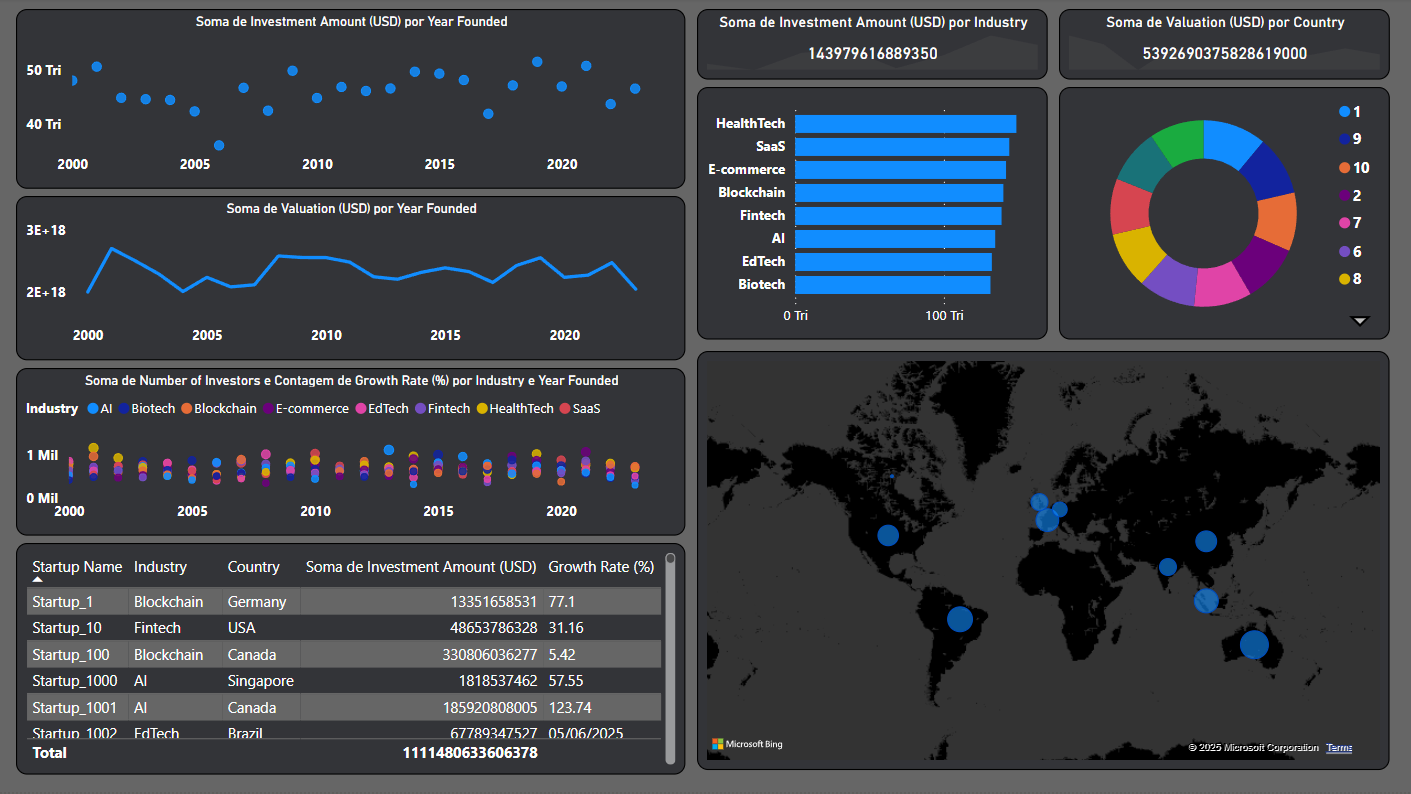 Soma de Investment Amount (USD) por Year Founded
50 Tri
40 Tri
2000 2005 2010 2015 2020
Soma de Valuation (USD) por Year Founded
3E+18
2E+18
2000 2005 2010 2015 2020
Soma de Number of Investors e Contagem de Growth Rate (%) por Industry e Year Founded
Industry AI Biotech Blockchain E-commerce EdTech Fintech HealthTech SaaS
1 Mil
0 Mil
2000 2005 2010 2015 2020
Startup Name Industry Country Soma de Investment Amount (USD) Growth Rate (%)
Startup_1 Blockchain Germany 13351658531 77.1
Startup_10 Fintech USA 48653786328 31.16
Startup_100 Blockchain Canada 330806036277 5.42
Startup_1000 AI Singapore 1818537462 57.55
Startup_1001 AI Canada 185920808005 123.74
Startup_1002 EdTech Brazil 67789347527 05/06/2025
Total 1111480633606378
Soma de Investment Amount (USD) por Industry
143979616889350
Soma de Valuation (USD) por Country
5392690375828619000
HealthTech
SaaS
E-commerce
Blockchain
Fintech
AI
EdTech
Biotech
0 Tri 100 Tri
1
9
10
2
7
6
8
Microsoft Bing
© 2025 Microsoft Corporation Terms